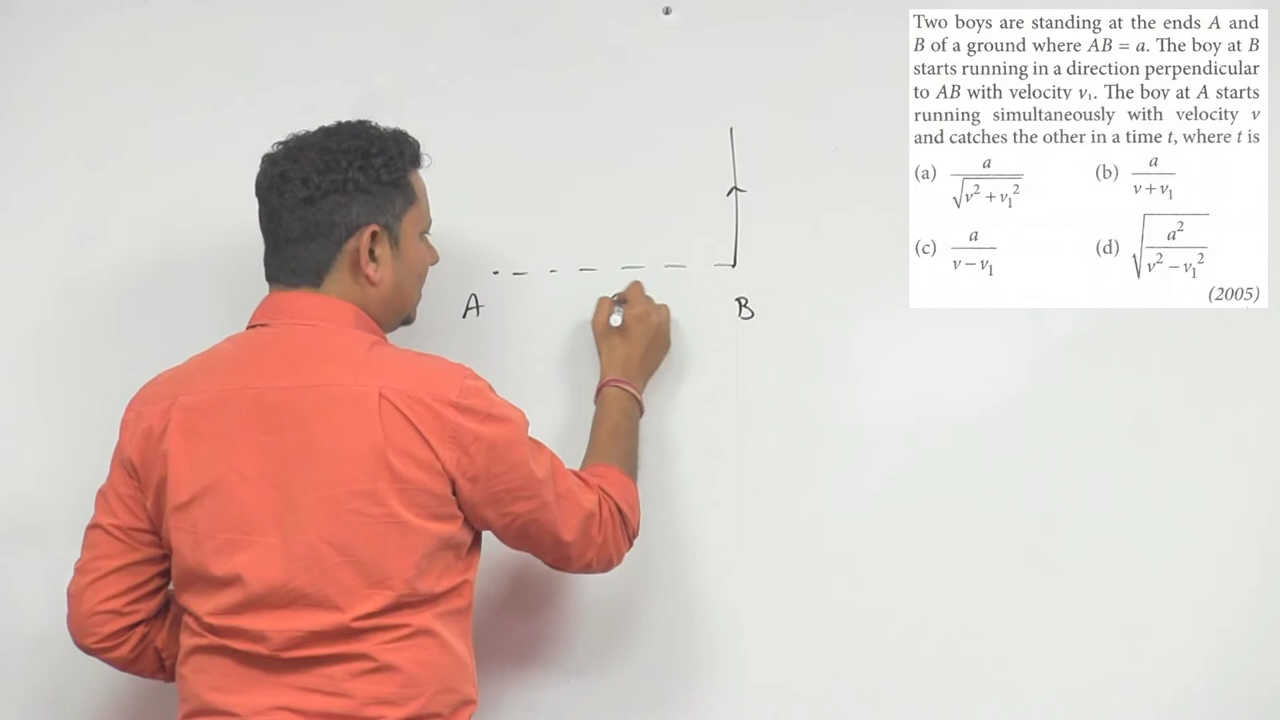 Two boys are standing at the ends A and
B of a ground where AB = a. The boy at B
starts running in a direction perpendicular
to AB with velocity v₁. The boy at A starts
running simultaneously with velocity v
and catches the other in a time t, where t is
(a) a/√(v² + v₁²) (b) a/(v + v₁)
(c) a/(v − v₁) (d) √(a²/(v² − v₁²))
(2005)
A B